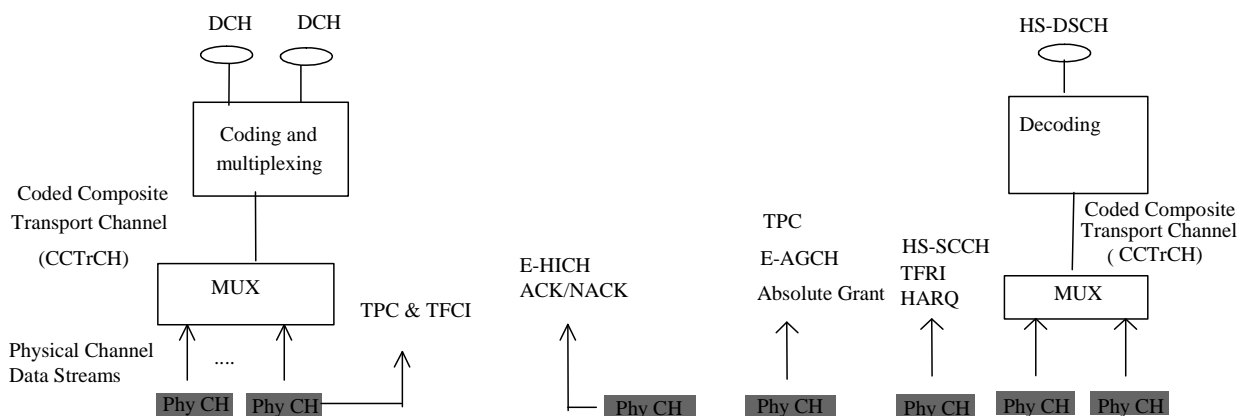 DCH
DCH
Coding and
multiplexing
Coded Composite
Transport Channel
(CCTrCH)
MUX
TPC & TFCI
Physical Channel
Data Streams
....
Phy CH
Phy CH
E-HICH
ACK/NACK
Phy CH
TPC
E-AGCH
Absolute Grant
Phy CH
HS-SCCH
TFRI
HARQ
Phy CH
HS-DSCH
Decoding
Coded Composite
Transport Channel
( CCTrCH)
MUX
Phy CH
Phy CH